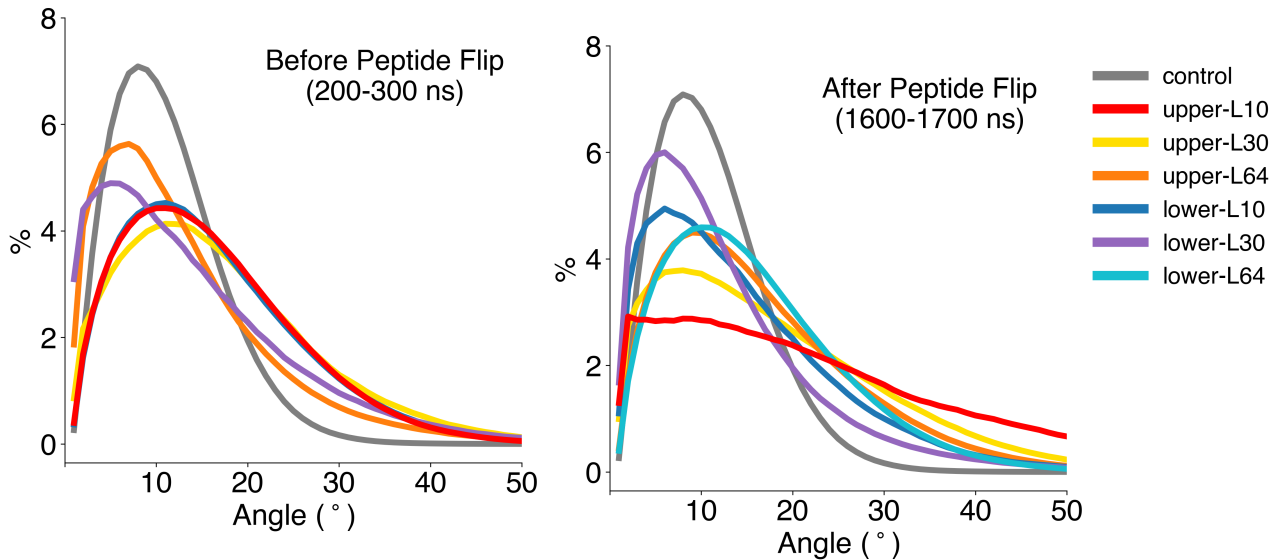 8
6
4
2
0
%
Before Peptide Flip
(200-300 ns)
10 20 30 40 50
Angle (°)
8
6
4
2
0
%
After Peptide Flip
(1600-1700 ns)
10 20 30 40 50
Angle (°)
control
upper-L10
upper-L30
upper-L64
lower-L10
lower-L30
lower-L64